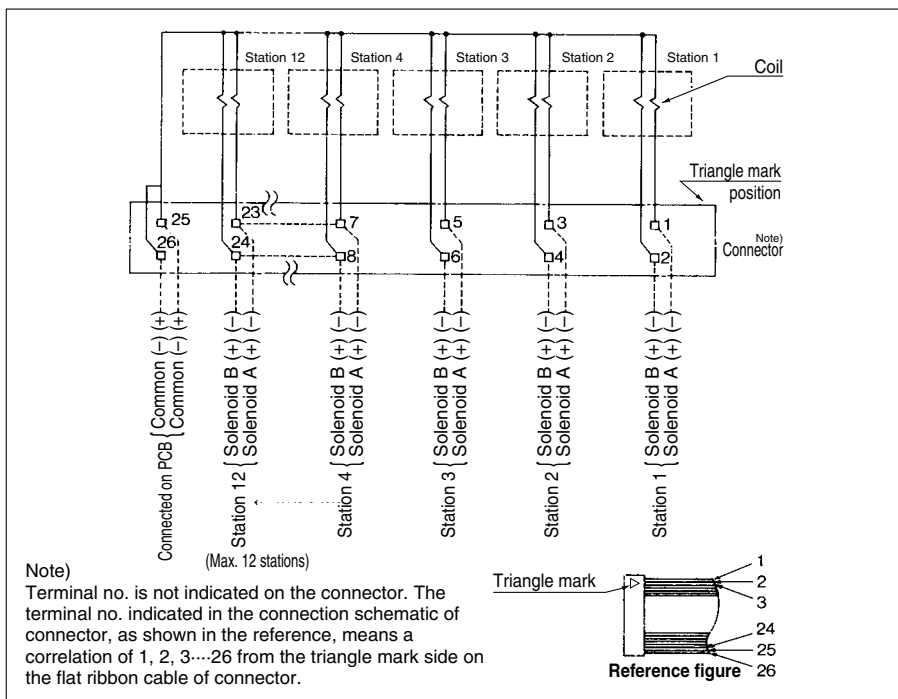 Station 12
Station 4
Station 3
Station 2
Station 1
Coil
Triangle mark
position
Note)
Connector
25
26
23
24
7
8
5
6
3
4
1
2
Connected on PCB { Common (−) (+)
Common (−) (+)
Station 12 { Solenoid B (+) (−)
Solenoid A (+) (−)
Station 4 { Solenoid B (+) (−)
Solenoid A (+) (−)
Station 3 { Solenoid B (+) (−)
Solenoid A (+) (−)
Station 2 { Solenoid B (+) (−)
Solenoid A (+) (−)
Station 1 { Solenoid B (+) (−)
Solenoid A (+) (−)
(Max. 12 stations)
Note)
Terminal no. is not indicated on the connector. The
terminal no. indicated in the connection schematic of
connector, as shown in the reference, means a
correlation of 1, 2, 3····26 from the triangle mark side on
the flat ribbon cable of connector.
Triangle mark
1
2
3
24
25
26
Reference figure